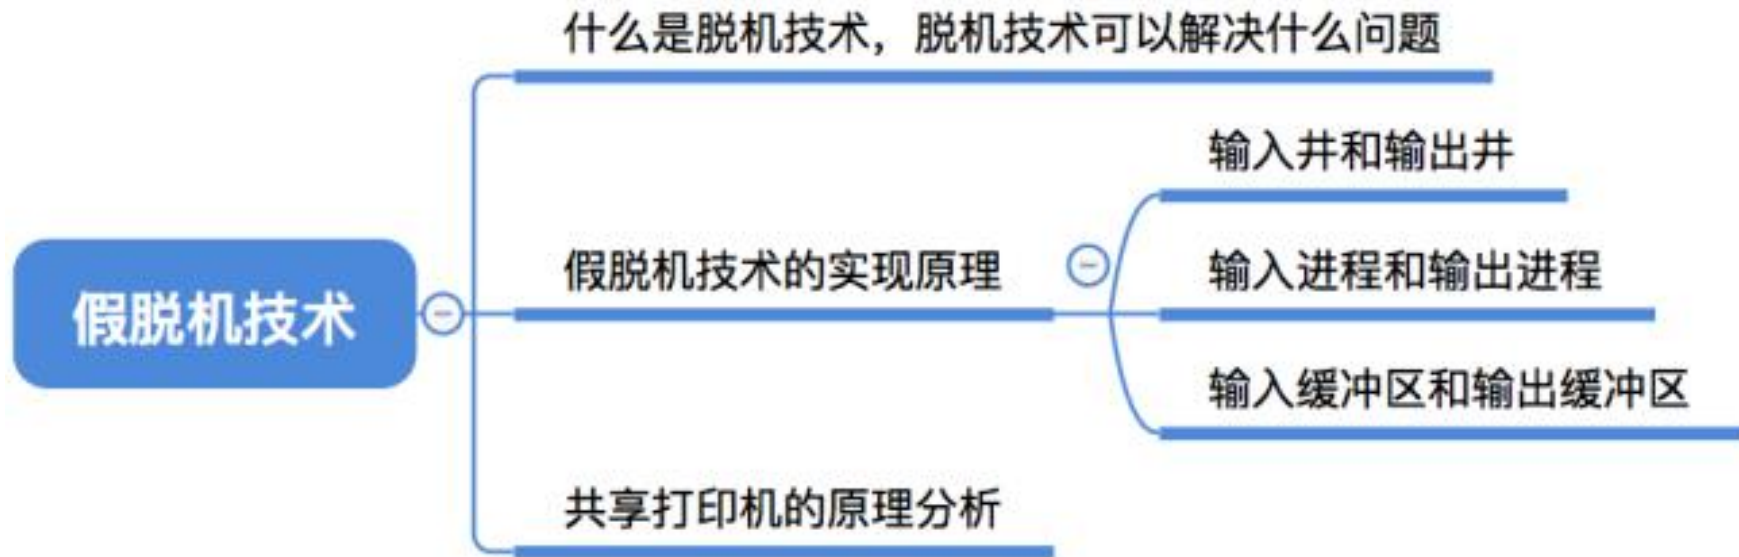 什么是脱机技术，脱机技术可以解决什么问题
输入井和输出井
假脱机技术的实现原理
输入进程和输出进程
假脱机技术
输入缓冲区和输出缓冲区
共享打印机的原理分析